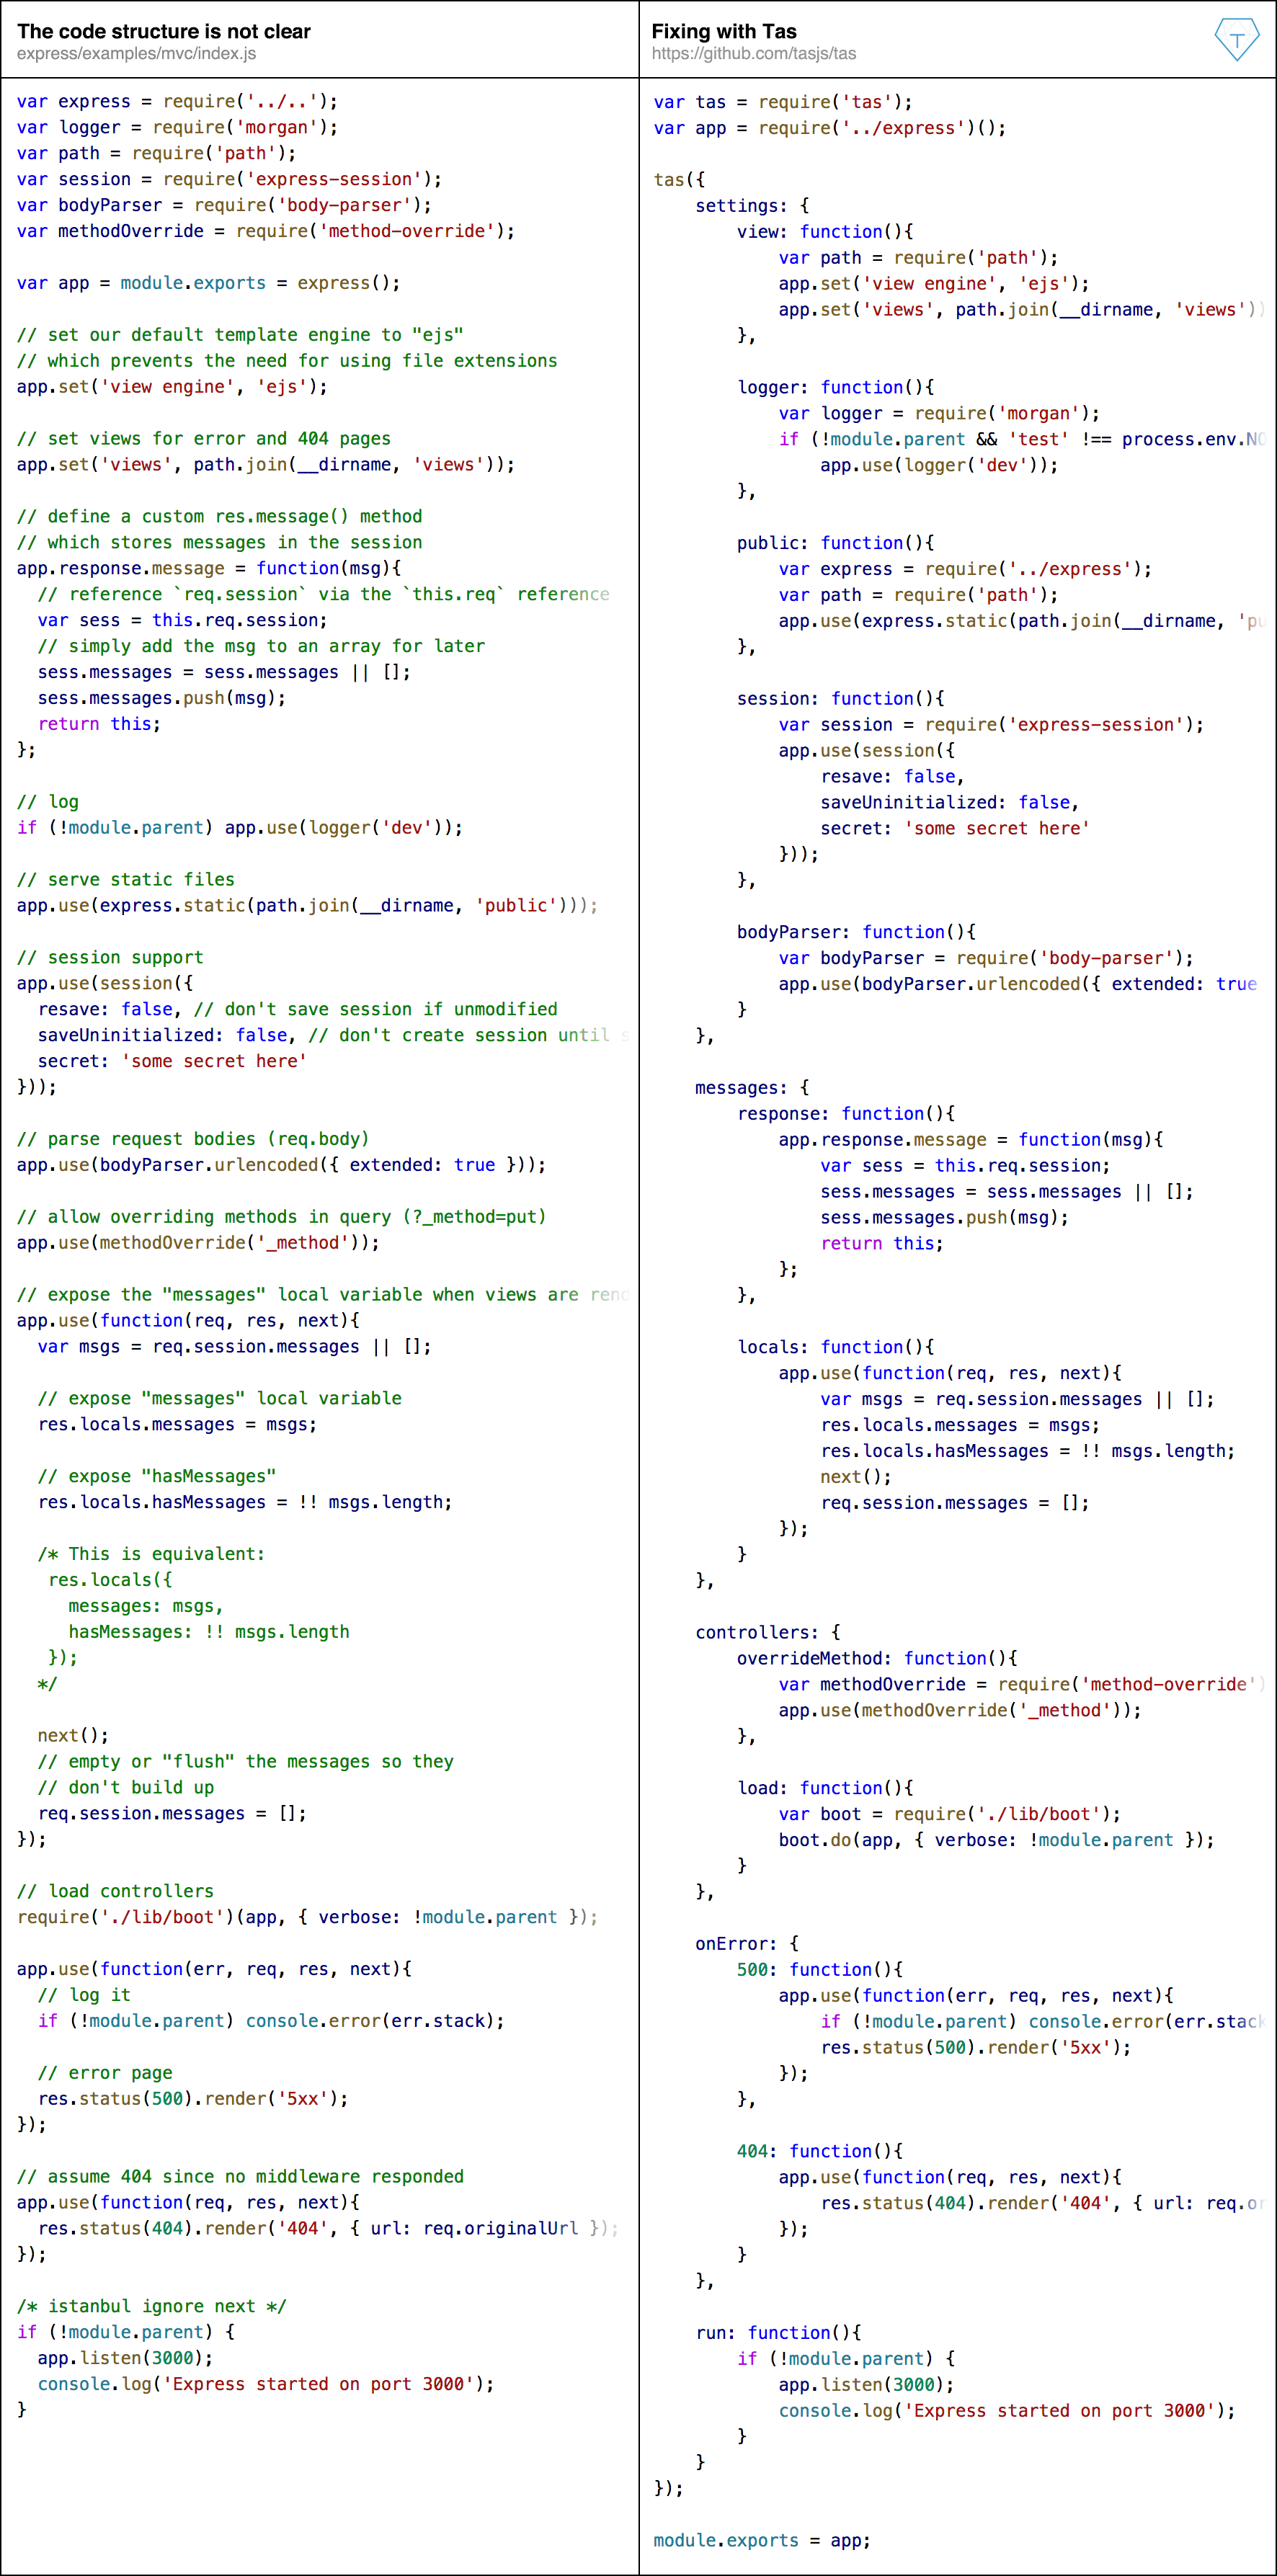 The code structure is not clear
express/examples/mvc/index.js
var express = require('../..');
var logger = require('morgan');
var path = require('path');
var session = require('express-session');
var bodyParser = require('body-parser');
var methodOverride = require('method-override');
var app = module.exports = express();
// set our default template engine to "ejs"
// which prevents the need for using file extensions
app.set('view engine', 'ejs');
// set views for error and 404 pages
app.set('views', path.join(__dirname, 'views'));
// define a custom res.message() method
// which stores messages in the session
app.response.message = function(msg){
  // reference `req.session` via the `this.req` reference
  var sess = this.req.session;
  // simply add the msg to an array for later
  sess.messages = sess.messages || [];
  sess.messages.push(msg);
  return this;
};
// log
if (!module.parent) app.use(logger('dev'));
// serve static files
app.use(express.static(path.join(__dirname, 'public')));
// session support
app.use(session({
  resave: false, // don't save session if unmodified
  saveUninitialized: false, // don't create session until s
  secret: 'some secret here'
}));
// parse request bodies (req.body)
app.use(bodyParser.urlencoded({ extended: true }));
// allow overriding methods in query (?_method=put)
app.use(methodOverride('_method'));
// expose the "messages" local variable when views are rend
app.use(function(req, res, next){
  var msgs = req.session.messages || [];
  // expose "messages" local variable
  res.locals.messages = msgs;
  // expose "hasMessages"
  res.locals.hasMessages = !! msgs.length;
  /* This is equivalent:
   res.locals({
     messages: msgs,
     hasMessages: !! msgs.length
   });
  */
  next();
  // empty or "flush" the messages so they
  // don't build up
  req.session.messages = [];
});
// load controllers
require('./lib/boot')(app, { verbose: !module.parent });
app.use(function(err, req, res, next){
  // log it
  if (!module.parent) console.error(err.stack);
  // error page
  res.status(500).render('5xx');
});
// assume 404 since no middleware responded
app.use(function(req, res, next){
  res.status(404).render('404', { url: req.originalUrl });
});
/* istanbul ignore next */
if (!module.parent) {
  app.listen(3000);
  console.log('Express started on port 3000');
}
Fixing with Tas
https://github.com/tasjs/tas
T
var tas = require('tas');
var app = require('../express')();
tas({
    settings: {
        view: function(){
            var path = require('path');
            app.set('view engine', 'ejs');
            app.set('views', path.join(__dirname, 'views'))
        },
        logger: function(){
            var logger = require('morgan');
            if (!module.parent && 'test' !== process.env.NO
                app.use(logger('dev'));
        },
        public: function(){
            var express = require('../express');
            var path = require('path');
            app.use(express.static(path.join(__dirname, 'pu
        },
        session: function(){
            var session = require('express-session');
            app.use(session({
                resave: false,
                saveUninitialized: false,
                secret: 'some secret here'
            }));
        },
        bodyParser: function(){
            var bodyParser = require('body-parser');
            app.use(bodyParser.urlencoded({ extended: true
        }
    },
    messages: {
        response: function(){
            app.response.message = function(msg){
                var sess = this.req.session;
                sess.messages = sess.messages || [];
                sess.messages.push(msg);
                return this;
            };
        },
        locals: function(){
            app.use(function(req, res, next){
                var msgs = req.session.messages || [];
                res.locals.messages = msgs;
                res.locals.hasMessages = !! msgs.length;
                next();
                req.session.messages = [];
            });
        }
    },
    controllers: {
        overrideMethod: function(){
            var methodOverride = require('method-override')
            app.use(methodOverride('_method'));
        },
        load: function(){
            var boot = require('./lib/boot');
            boot.do(app, { verbose: !module.parent });
        }
    },
    onError: {
        500: function(){
            app.use(function(err, req, res, next){
                if (!module.parent) console.error(err.stack
                res.status(500).render('5xx');
            });
        },
        404: function(){
            app.use(function(req, res, next){
                res.status(404).render('404', { url: req.or
            });
        }
    },
    run: function(){
        if (!module.parent) {
            app.listen(3000);
            console.log('Express started on port 3000');
        }
    }
});
module.exports = app;